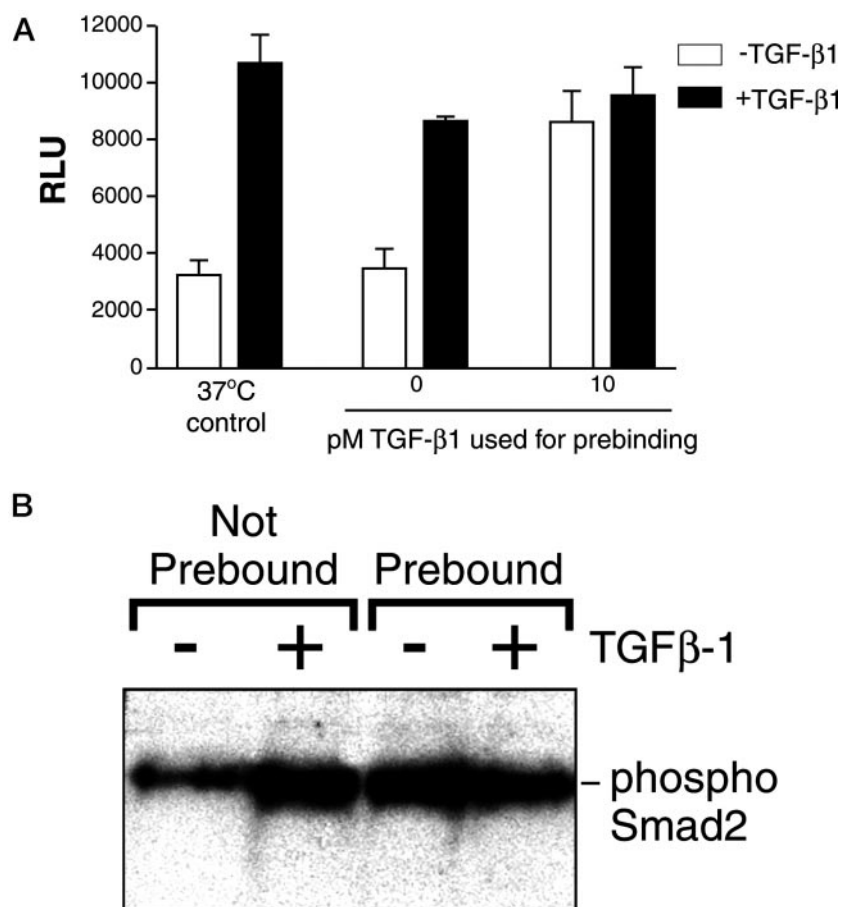 A
12000
10000
8000
6000
4000
2000
0
RLU
-TGF-β1
+TGF-β1
37°C
control
0
10
pM TGF-β1 used for prebinding
B
Not
Prebound
Prebound
- + - + TGFβ-1
– phospho
Smad2